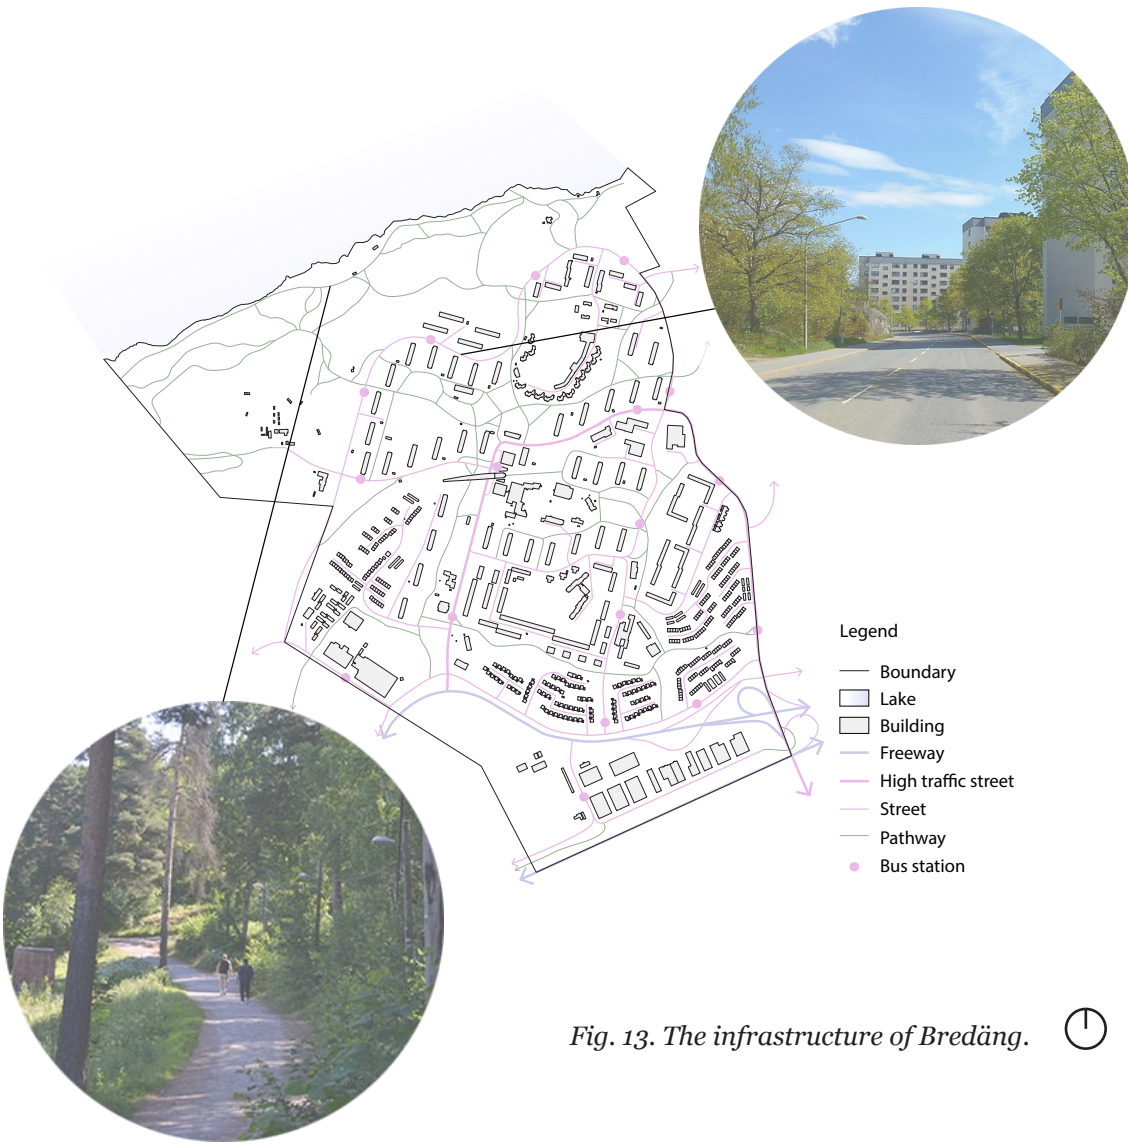 Legend
Boundary
Lake
Building
Freeway
High traffic street
Street
Pathway
Bus station
Fig. 13. The infrastructure of Bredäng.